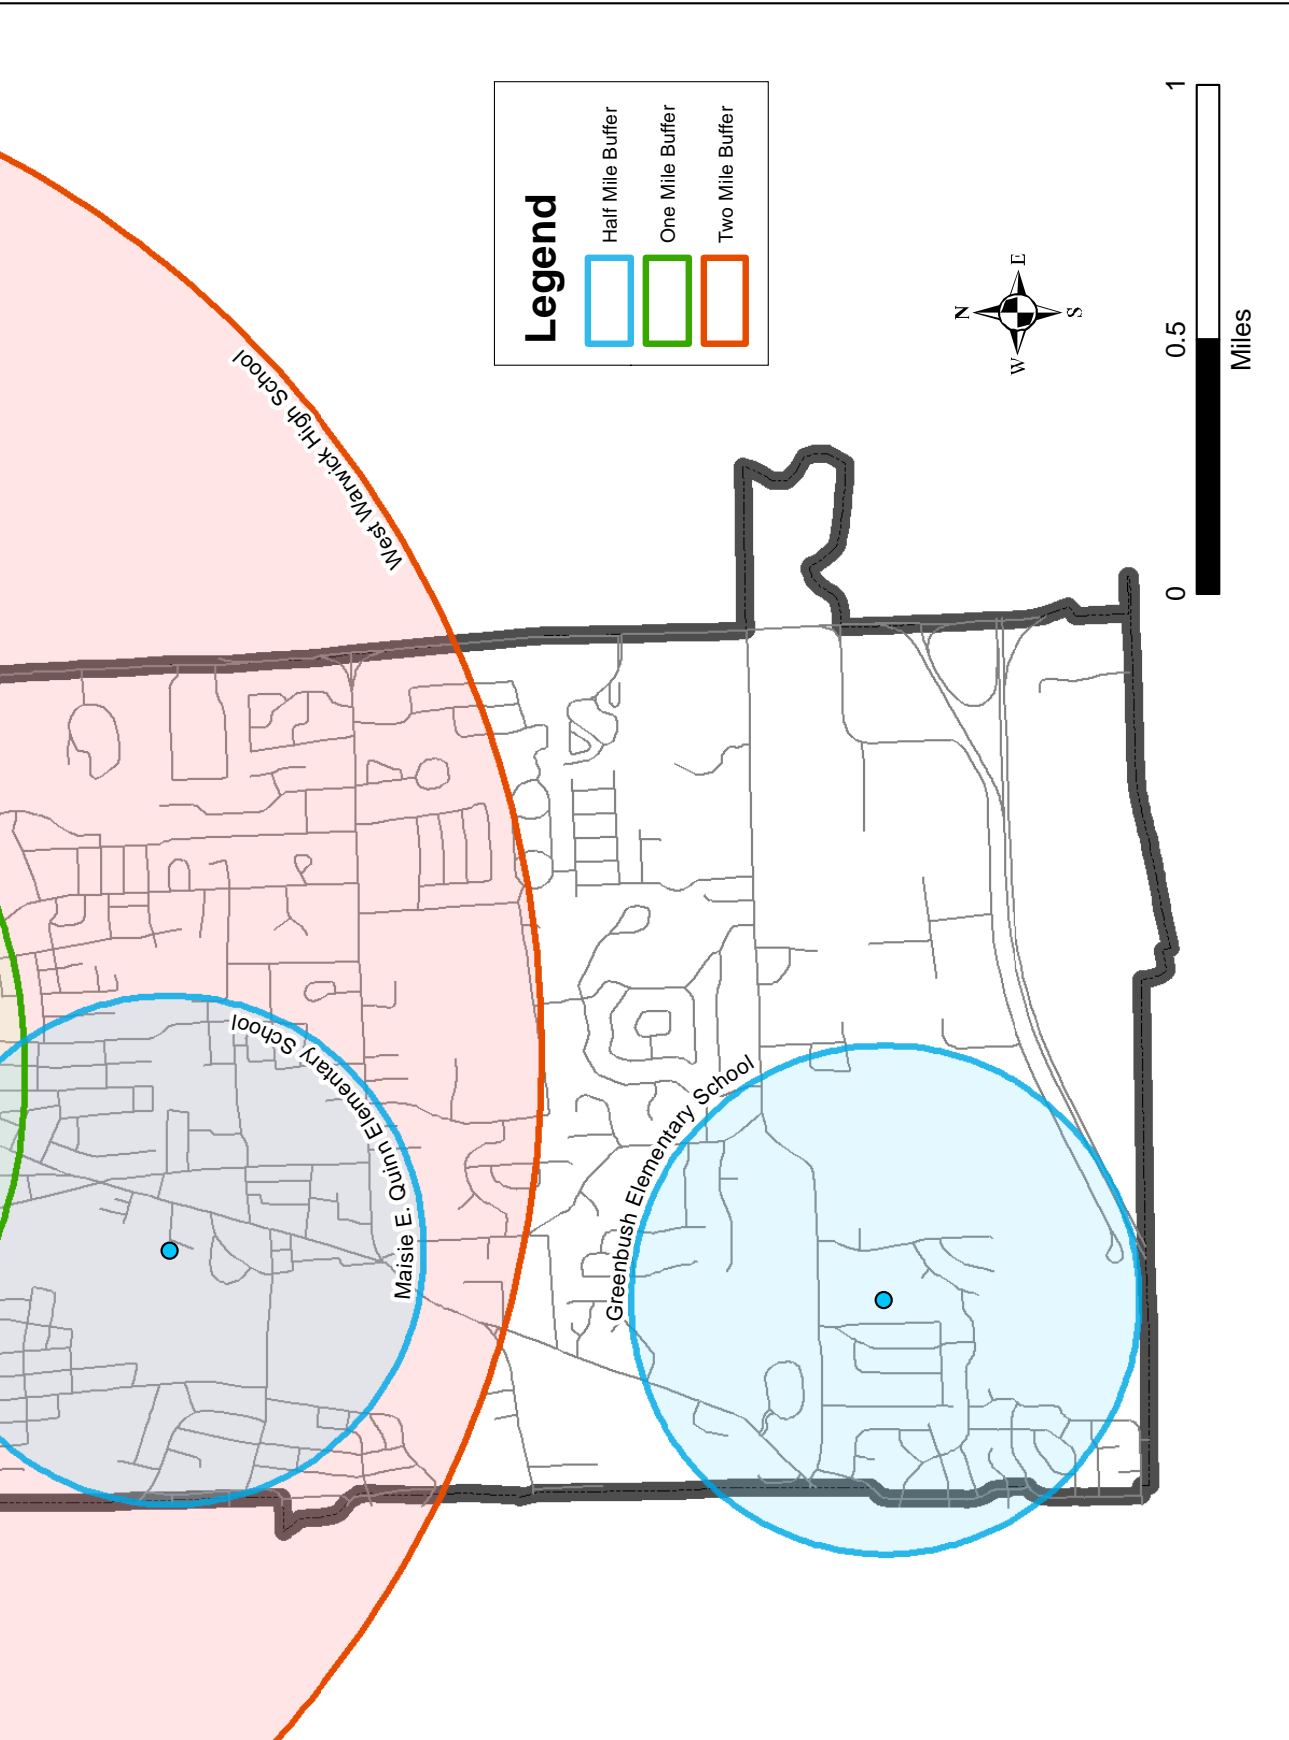 West Warwick High School
Maisie E. Quinn Elementary School
Greenbush Elementary School
Legend
Half Mile Buffer
One Mile Buffer
Two Mile Buffer
N
W E
S
0 0.5 1
Miles